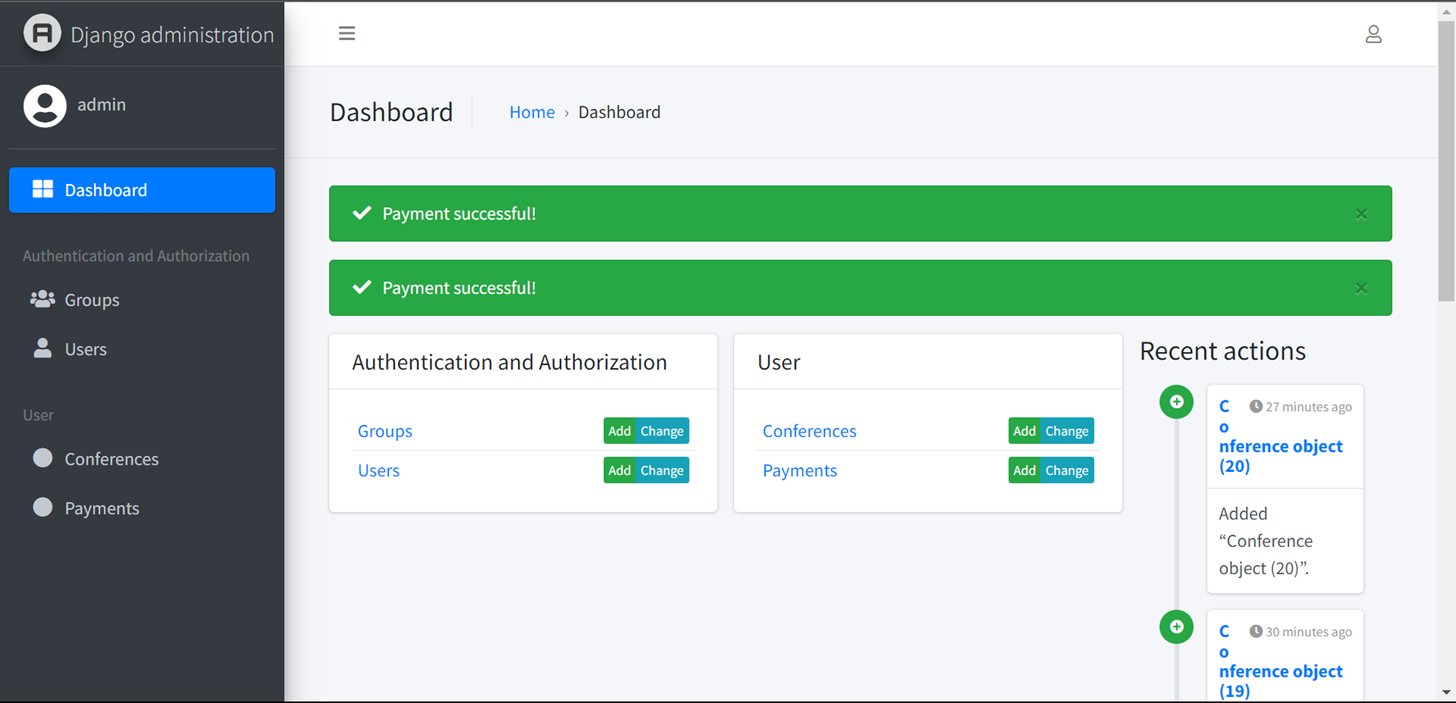 Django administration
admin
Dashboard
Authentication and Authorization
Groups
Users
User
Conferences
Payments
Dashboard
Home › Dashboard
Payment successful!
Payment successful!
Authentication and Authorization
Groups Add Change
Users Add Change
User
Conferences Add Change
Payments Add Change
Recent actions
C 27 minutes ago
o
nference object
(20)
Added
“Conference
object (20)”.
C 30 minutes ago
o
nference object
(19)